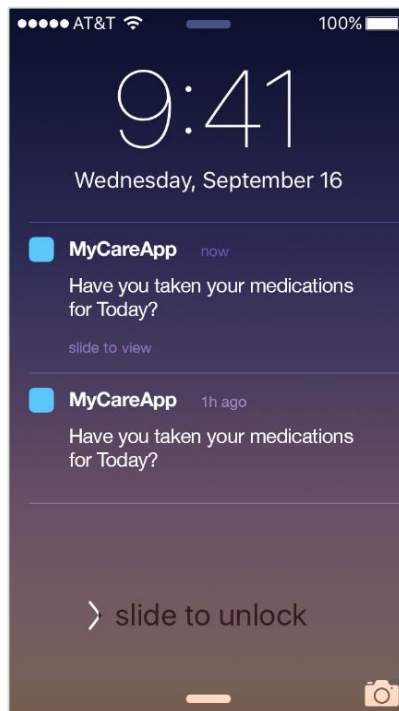 ●●●●● AT&T 100%
9:41
Wednesday, September 16
MyCareApp now
Have you taken your medications
for Today?
slide to view
MyCareApp 1h ago
Have you taken your medications
for Today?
> slide to unlock